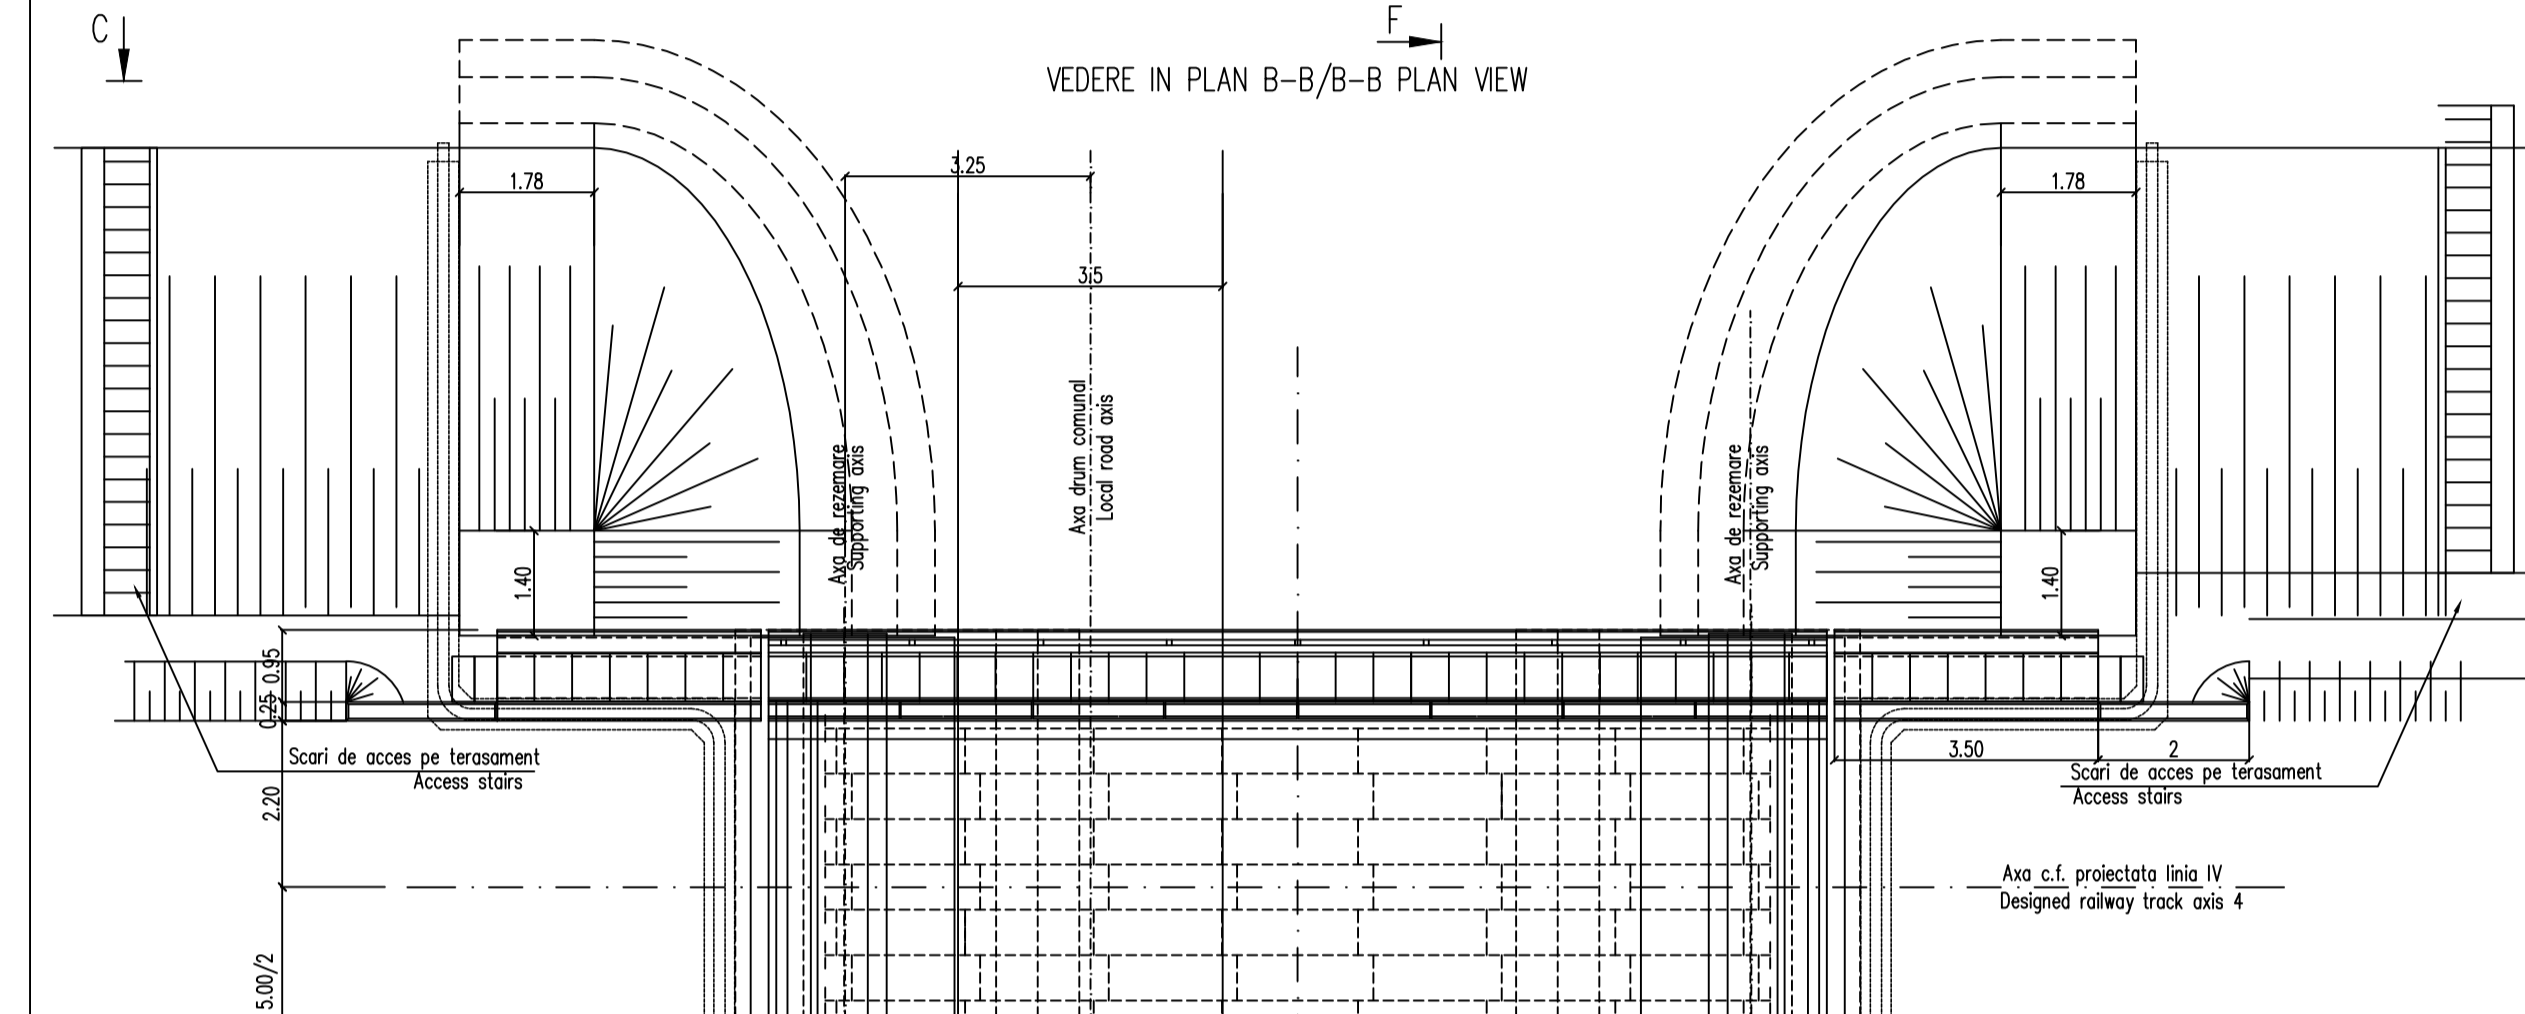 C
F
VEDERE IN PLAN B-B/B-B PLAN VIEW
3.25
1.78
1.78
3.5
Axa de rezemare
Supporting axis
Axa drum comunal
Local road axis
Axa de rezemare
Supporting axis
1.40
1.40
0.95
0.25
2.20
5.00/2
Scari de acces pe terasament
Access stairs
3.50
2
Scari de acces pe terasament
Access stairs
Axa c.f. proiectata linia IV
Designed railway track axis 4